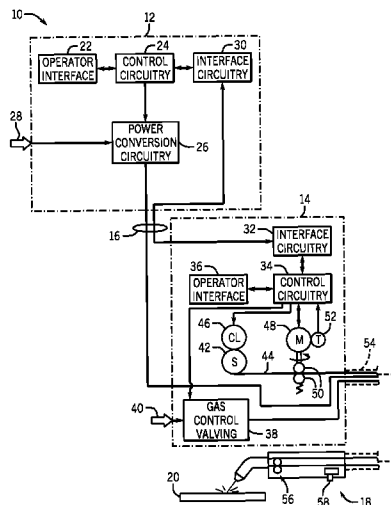 10
12
22
24
30
OPERATOR INTERFACE
CONTROL CIRCUITRY
INTERFACE CIRCUITRY
28
POWER CONVERSION CIRCUITRY
26
16
14
32
INTERFACE CIRCUITRY
36
34
OPERATOR INTERFACE
CONTROL CIRCUITRY
46
CL
48
M
T
52
42
S
44
54
50
40
GAS CONTROL VALVING
38
20
56
58
18